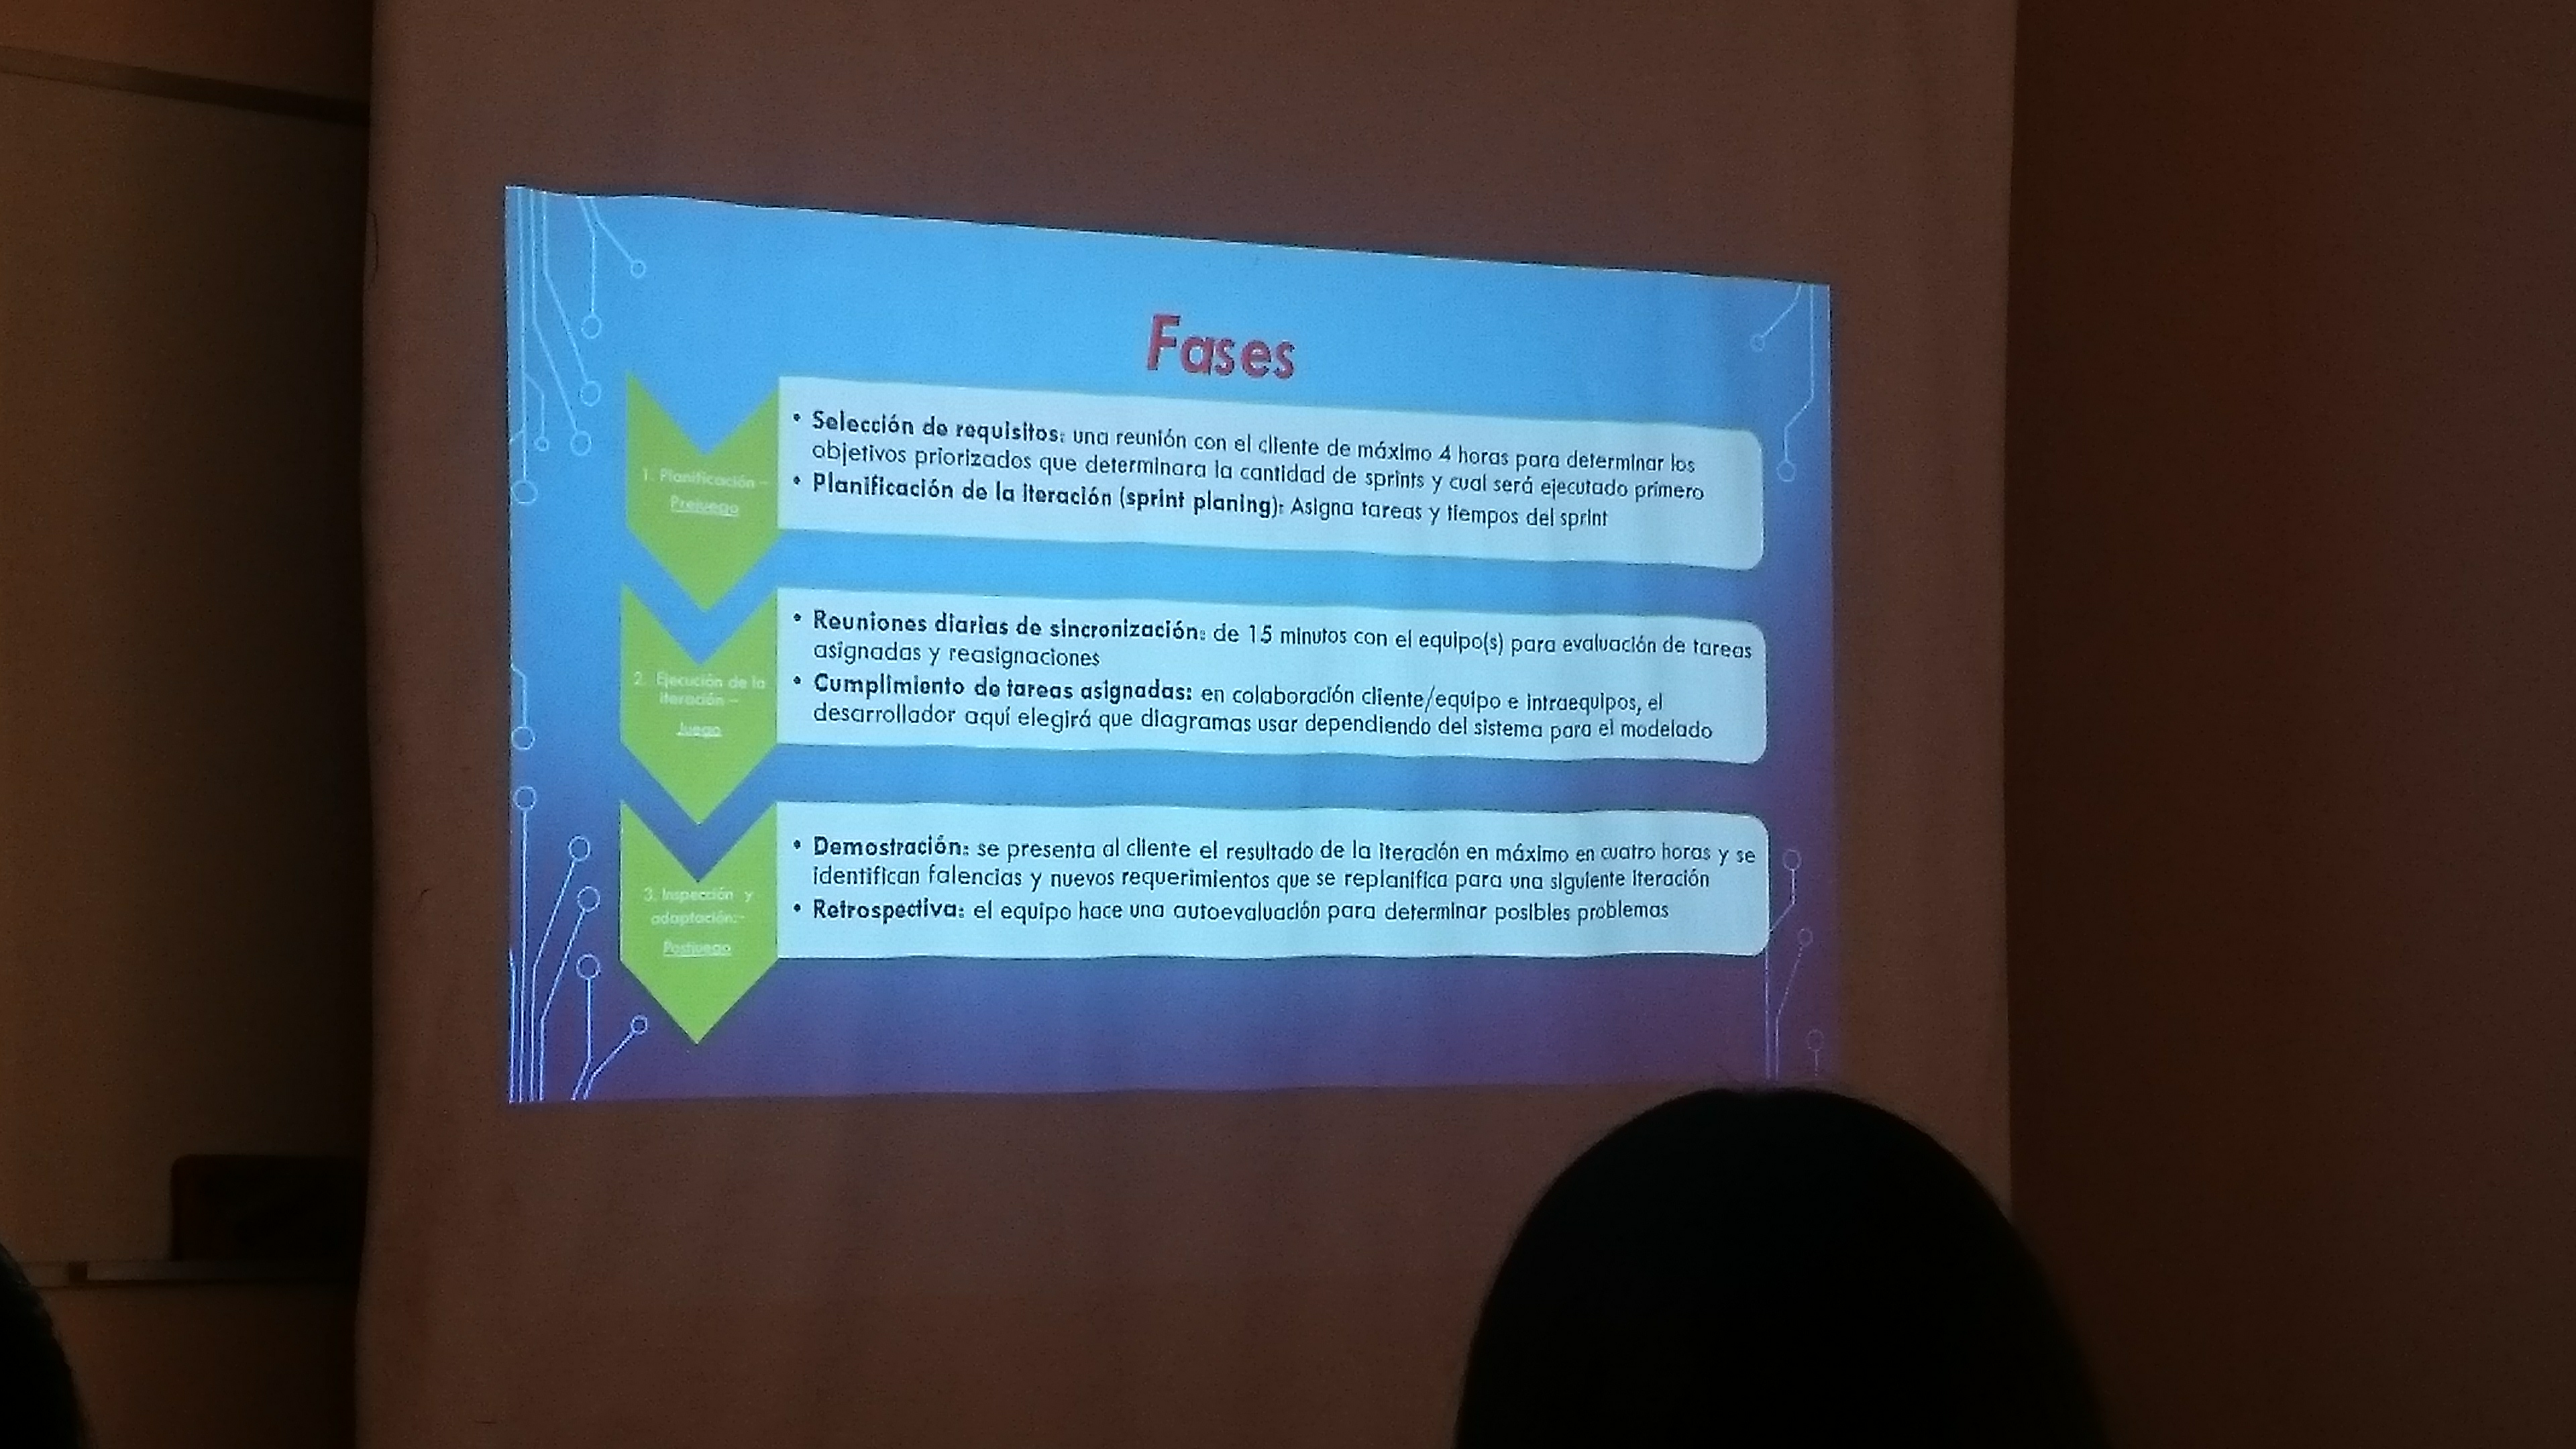 Fases
1. Planificación –
Prejuego
• Selección de requisitos: una reunión con el cliente de máximo 4 horas para determinar los
objetivos priorizados que determinara la cantidad de sprints y cual será ejecutado primero
• Planificación de la iteración (sprint planing): Asigna tareas y tiempos del sprint
2. Ejecución de la
iteración –
Juego
• Reuniones diarias de sincronización: de 15 minutos con el equipo(s) para evaluación de tareas
asignadas y reasignaciones
• Cumplimiento de tareas asignadas: en colaboración cliente/equipo e intraequipos, el
desarrollador aquí elegirá que diagramas usar dependiendo del sistema para el modelado
3. Inspección y
adaptación:-
Postjuego
• Demostración: se presenta al cliente el resultado de la iteración en máximo en cuatro horas y se
identifican falencias y nuevos requerimientos que se replanifica para una siguiente iteración
• Retrospectiva: el equipo hace una autoevaluación para determinar posibles problemas